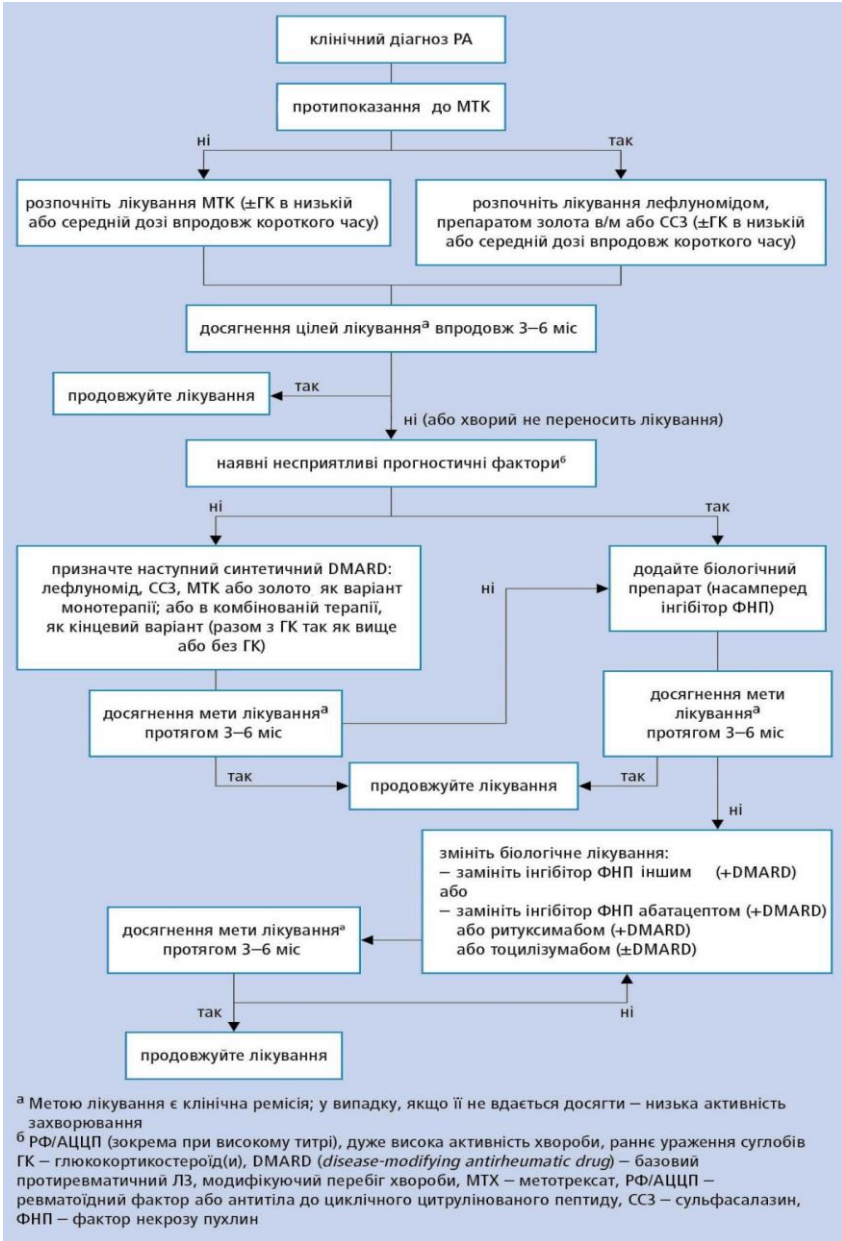 клінічний діагноз РА
протипоказання до МТК
ні
так
розпочніть лікування МТК (±ГК в низькій
або середній дозі впродовж короткого часу)
розпочніть лікування лефлуномідом,
препаратом золота в/м або ССЗ (±ГК в низькій
або середній дозі впродовж короткого часу)
досягнення цілей лікуванняа впродовж 3–6 міс
продовжуйте лікування
так
ні (або хворий не переносить лікування)
наявні несприятливі прогностичні факториб
ні
так
призначте наступний синтетичний DMARD:
лефлуномід, ССЗ, МТК або золото як варіант
монотерапії; або в комбінованій терапії,
як кінцевий варіант (разом з ГК так як вище
або без ГК)
ні
додайте біологічний
препарат (насамперед
інгібітор ФНП)
досягнення мети лікуванняа
протягом 3–6 міс
досягнення мети
лікуванняа
протягом 3–6 міс
так
продовжуйте лікування
так
ні
змініть біологічне лікування:
– замініть інгібітор ФНП іншим (+DMARD)
або
– замініть інгібітор ФНП абатацептом (+DMARD)
або ритуксимабом (+DMARD)
або тоцилізумабом (±DMARD)
досягнення мети лікуванняа
протягом 3–6 міс
так
ні
продовжуйте лікування
а Метою лікування є клінічна ремісія; у випадку, якщо її не вдається досягти – низька активність
захворювання
б РФ/АЦЦП (зокрема при високому титрі), дуже висока активність хвороби, раннє ураження суглобів
ГК – глюкокортикостероїд(и), DMARD (disease-modifying antirheumatic drug) – базовий
протиревматичний ЛЗ, модифікуючий перебіг хвороби, МТХ – метотрексат, РФ/АЦЦП –
ревматоїдний фактор або антитіла до циклічного цитрулінованого пептиду, ССЗ – сульфасалазин,
ФНП – фактор некрозу пухлин